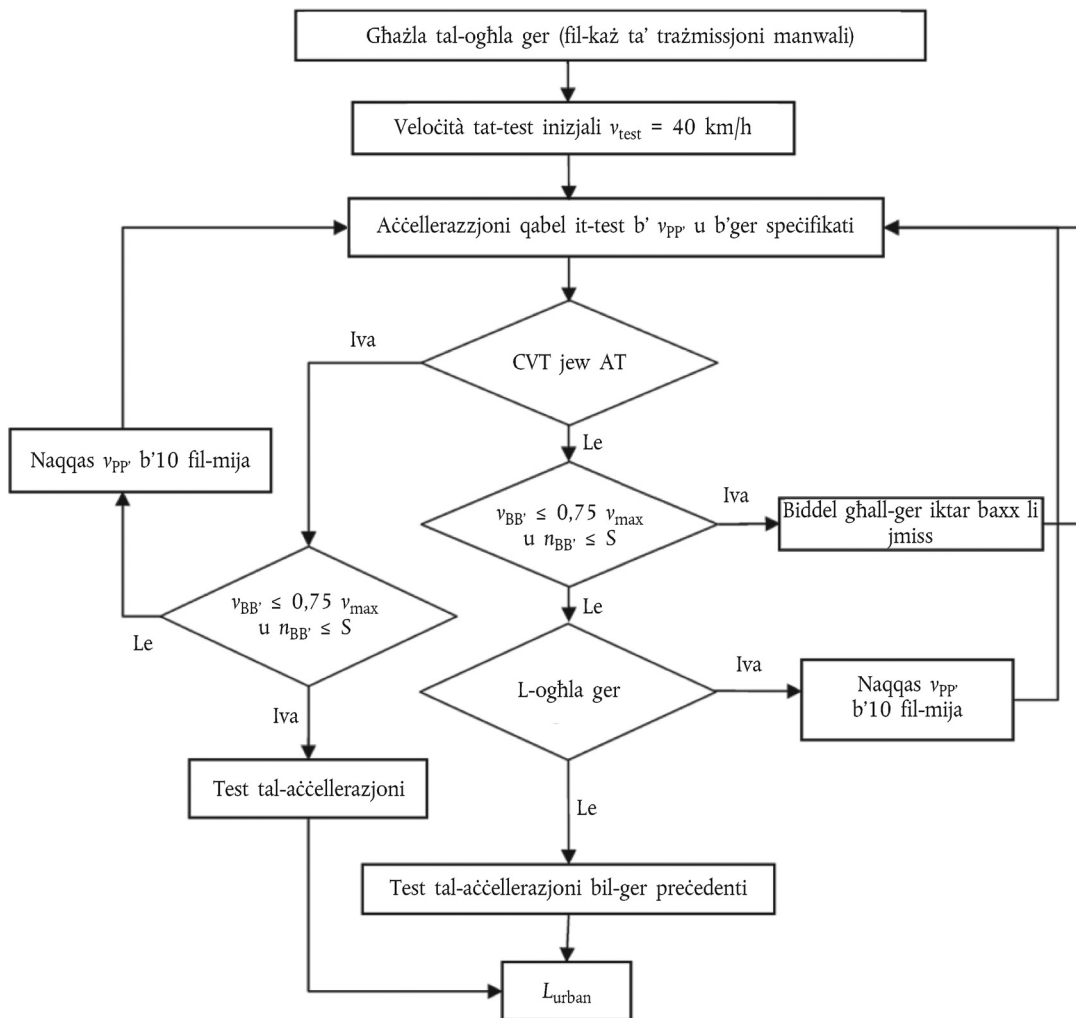 Għażla tal-ogħla ger (fil-każ ta' trażmissjoni manwali)
Veloċità tat-test inizjali v_test = 40 km/h
Aċċellerazzjoni qabel it-test b' v_PP' u b'ger speċifikati
Iva
CVT jew AT
Le
Naqqas v_PP' b'10 fil-mija
v_BB' ≤ 0,75 v_max
u n_BB' ≤ S
Iva
Biddel għall-ger iktar baxx li
jmiss
Le
v_BB' ≤ 0,75 v_max
u n_BB' ≤ S
Le
Iva
L-ogħla ger
Iva
Naqqas v_PP'
b'10 fil-mija
Test tal-aċċellerazjoni
Le
Test tal-aċċellerazjoni bil-ger preċedenti
L_urban